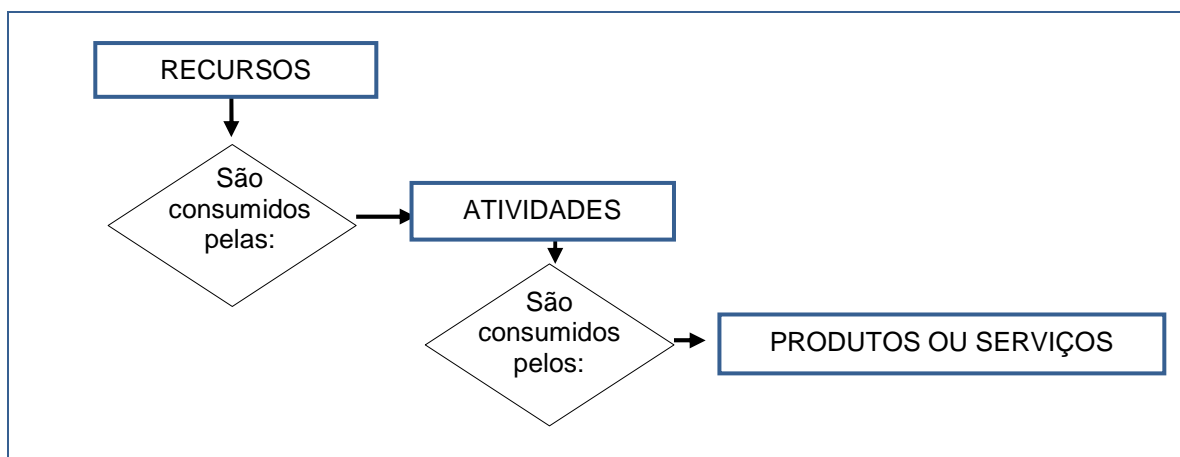 RECURSOS
São
consumidos
pelas:
ATIVIDADES
São
consumidos
pelos:
PRODUTOS OU SERVIÇOS